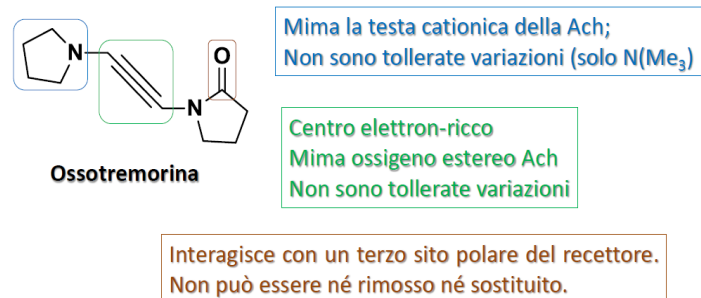 Mima la testa cationica della Ach;
Non sono tollerate variazioni (solo N(Me₃)
N
O
N
Centro elettron-ricco
Mima ossigeno estereo Ach
Non sono tollerate variazioni
Ossotremorina
Interagisce con un terzo sito polare del recettore.
Non può essere né rimosso né sostituito.